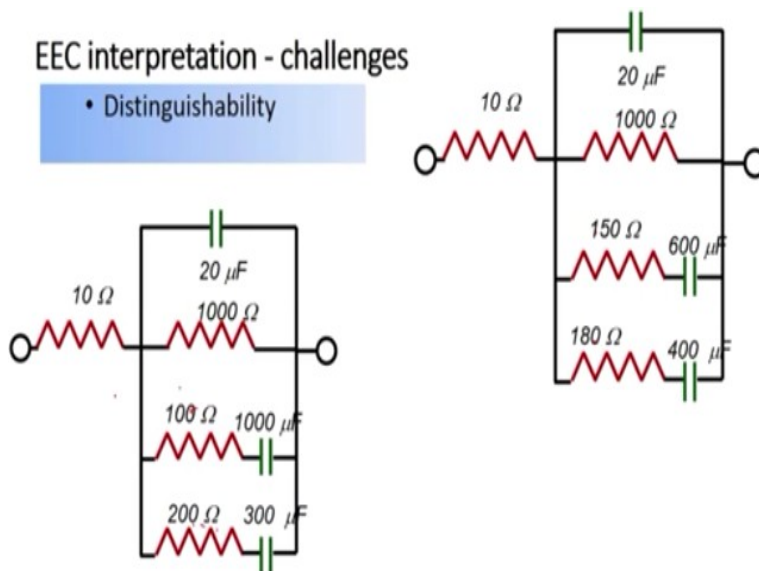 EEC interpretation - challenges
• Distinguishability
20 μF
10 Ω
1000 Ω
150 Ω 600 μF
180 Ω 400 μF
20 μF
10 Ω
1000 Ω
100 Ω 1000 μF
200 Ω 300 μF